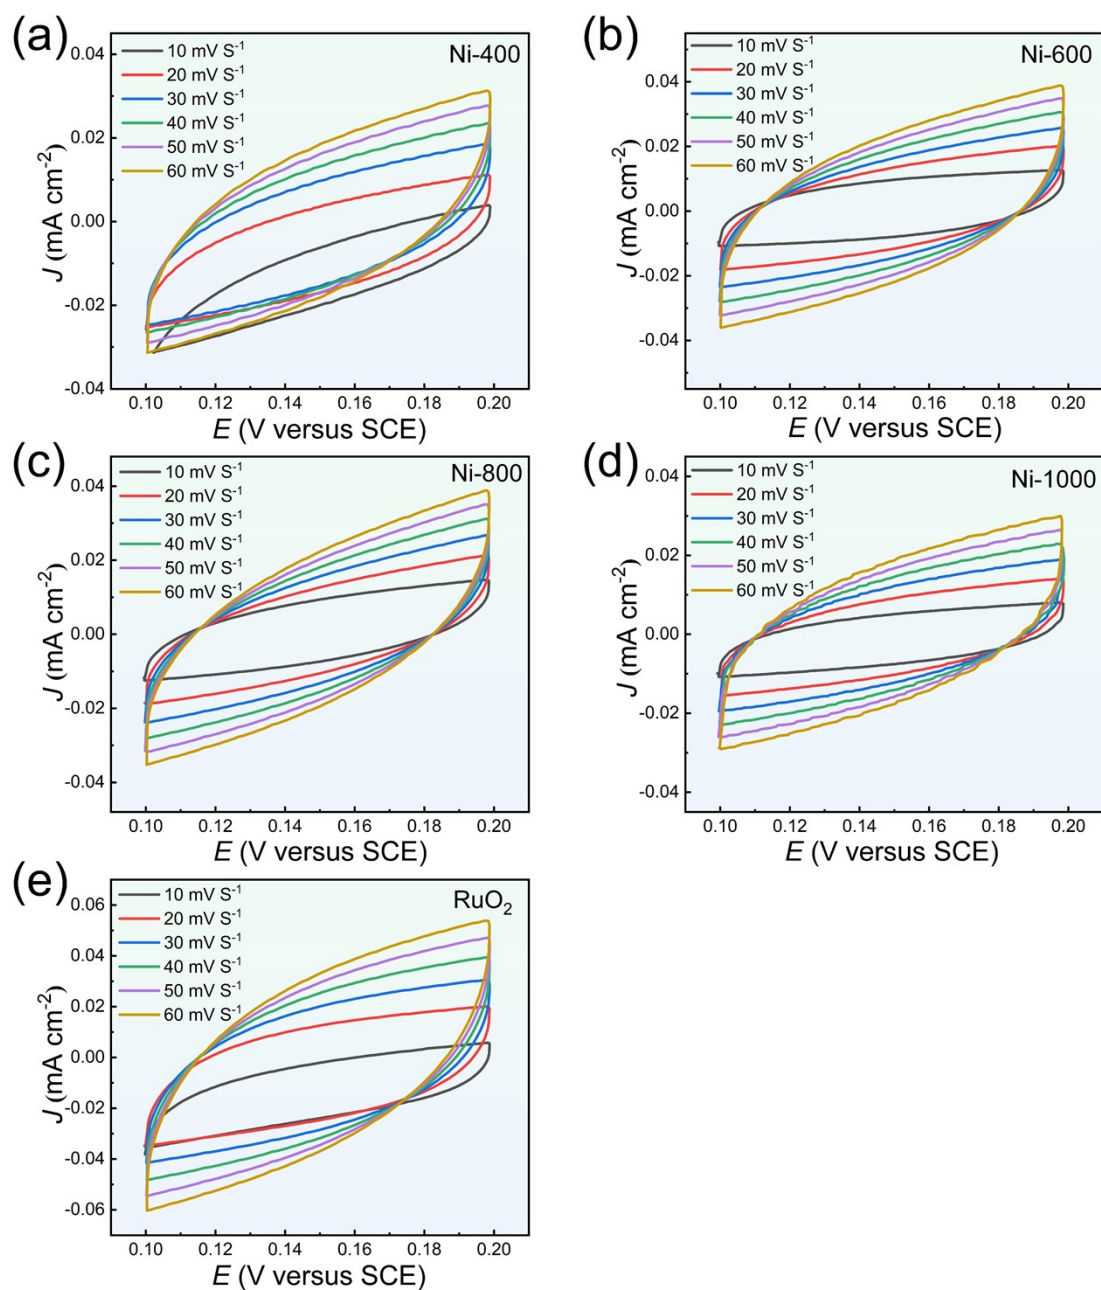 (a)
10 mV S⁻¹
20 mV S⁻¹
30 mV S⁻¹
40 mV S⁻¹
50 mV S⁻¹
60 mV S⁻¹
Ni-400
0.04
0.02
0.00
-0.02
-0.04
J (mA cm⁻²)
0.10 0.12 0.14 0.16 0.18 0.20
E (V versus SCE)
(b)
10 mV S⁻¹
20 mV S⁻¹
30 mV S⁻¹
40 mV S⁻¹
50 mV S⁻¹
60 mV S⁻¹
Ni-600
0.04
0.02
0.00
-0.02
-0.04
J (mA cm⁻²)
0.10 0.12 0.14 0.16 0.18 0.20
E (V versus SCE)
(c)
10 mV S⁻¹
20 mV S⁻¹
30 mV S⁻¹
40 mV S⁻¹
50 mV S⁻¹
60 mV S⁻¹
Ni-800
0.04
0.02
0.00
-0.02
-0.04
J (mA cm⁻²)
0.10 0.12 0.14 0.16 0.18 0.20
E (V versus SCE)
(d)
10 mV S⁻¹
20 mV S⁻¹
30 mV S⁻¹
40 mV S⁻¹
50 mV S⁻¹
60 mV S⁻¹
Ni-1000
0.04
0.02
0.00
-0.02
-0.04
J (mA cm⁻²)
0.10 0.12 0.14 0.16 0.18 0.20
E (V versus SCE)
(e)
10 mV S⁻¹
20 mV S⁻¹
30 mV S⁻¹
40 mV S⁻¹
50 mV S⁻¹
60 mV S⁻¹
RuO₂
0.06
0.04
0.02
0.00
-0.02
-0.04
-0.06
J (mA cm⁻²)
0.10 0.12 0.14 0.16 0.18 0.20
E (V versus SCE)